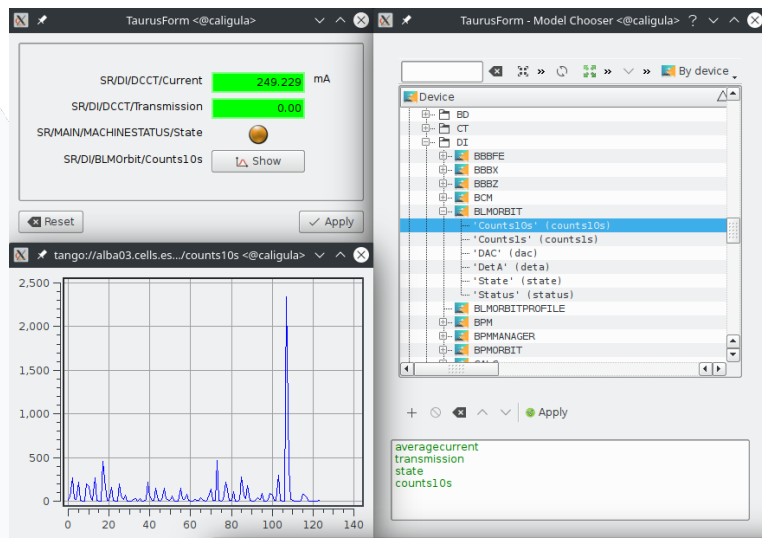 TaurusForm <@caligula>
SR/DI/DCCT/Current 249.229 mA
SR/DI/DCCT/Transmission 0.00
SR/MAIN/MACHINESTATUS/State
SR/DI/BLMOrbit/Counts10s Show
Reset Apply
tango://alba03.cells.es.../counts10s <@caligula>
2,500
2,000
1,500
1,000
500
0
0 20 40 60 80 100 120 140
TaurusForm - Model Chooser <@caligula>
By device
Device
BD
CT
DI
BBBFE
BBBX
BBBZ
BCM
BLMORBIT
'Counts10s' (counts10s)
'Counts1s' (counts1s)
'DAC' (dac)
'DetA' (deta)
'State' (state)
'Status' (status)
BLMORBITPROFILE
BPM
BPMMANAGER
BPMORBIT
Apply
averagecurrent
transmission
state
counts10s